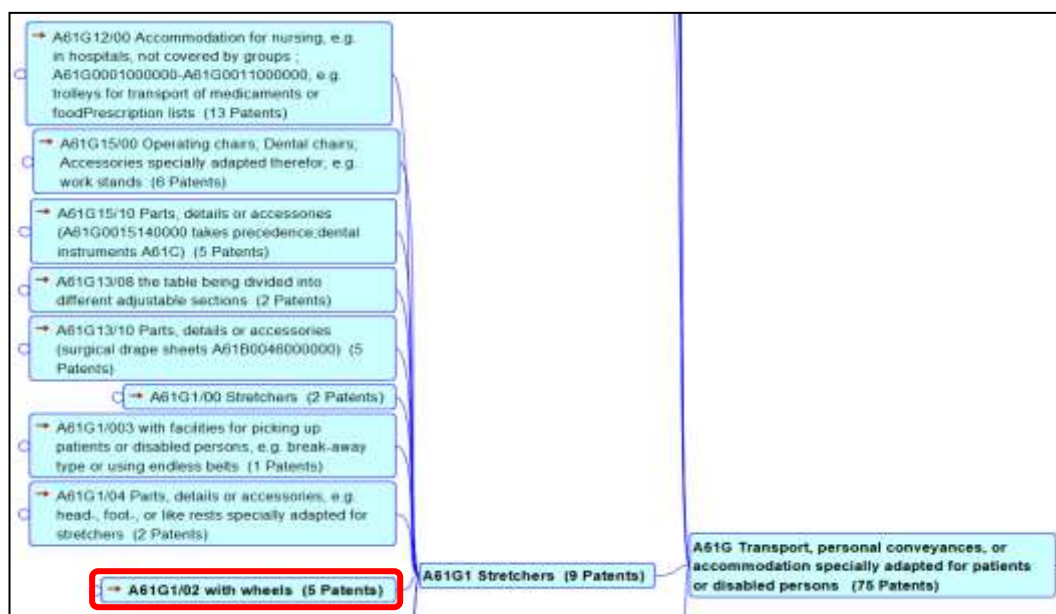 A61G12/00 Accommodation for nursing, e.g.
in hospitals, not covered by groups ;
A61G0001000000-A61G0011000000, e.g.
trolleys for transport of medicaments or
foodPrescription lists (13 Patents)
A61G15/00 Operating chairs; Dental chairs;
Accessories specially adapted therefor, e.g.
work stands (6 Patents)
A61G15/10 Parts, details or accessories
(A61G0015140000 takes precedence;dental
instruments A61C) (5 Patents)
A61G13/08 the table being divided into
different adjustable sections (2 Patents)
A61G13/10 Parts, details or accessories
(surgical drape sheets A61B0046000000) (5
Patents)
A61G1/00 Stretchers (2 Patents)
A61G1/003 with facilities for picking up
patients or disabled persons, e.g. break-away
type or using endless belts (1 Patents)
A61G1/04 Parts, details or accessories, e.g.
head-, foot-, or like rests specially adapted for
stretchers (2 Patents)
A61G1/02 with wheels (5 Patents)
A61G1 Stretchers (9 Patents)
A61G Transport, personal conveyances, or
accommodation specially adapted for patients
or disabled persons (75 Patents)